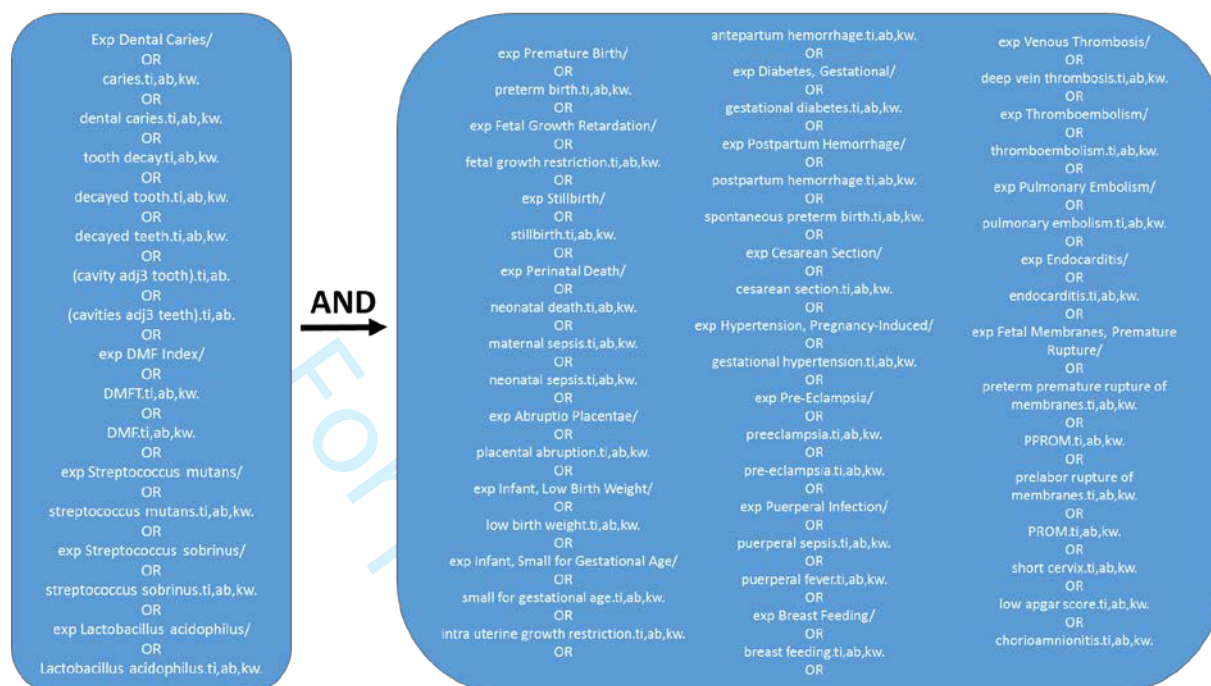 Exp Dental Caries/
OR
caries.ti,ab,kw.
OR
dental caries.ti,ab,kw.
OR
tooth decay.ti,ab,kw.
OR
decayed tooth.ti,ab,kw.
OR
decayed teeth.ti,ab,kw.
OR
(cavity adj3 tooth).ti,ab.
OR
(cavities adj3 teeth).ti,ab.
OR
exp DMF Index/
OR
DMFT.ti,ab,kw.
OR
DMF.ti,ab,kw.
OR
exp Streptococcus mutans/
OR
streptococcus mutans.ti,ab,kw.
OR
exp Streptococcus sobrinus/
OR
streptococcus sobrinus.ti,ab,kw.
OR
exp Lactobacillus acidophilus/
OR
Lactobacillus acidophilus.ti,ab,kw.
AND
For
exp Premature Birth/
OR
preterm birth.ti,ab,kw.
OR
exp Fetal Growth Retardation/
OR
fetal growth restriction.ti,ab,kw.
OR
exp Stillbirth/
OR
stillbirth.ti,ab,kw.
OR
exp Perinatal Death/
OR
neonatal death.ti,ab,kw.
OR
maternal sepsis.ti,ab,kw.
OR
neonatal sepsis.ti,ab,kw.
OR
exp Abruptio Placentae/
OR
placental abruption.ti,ab,kw.
OR
exp Infant, Low Birth Weight/
OR
low birth weight.ti,ab,kw.
OR
exp Infant, Small for Gestational Age/
OR
small for gestational age.ti,ab,kw.
OR
intra uterine growth restriction.ti,ab,kw.
OR
antepartum hemorrhage.ti,ab,kw.
OR
exp Diabetes, Gestational/
OR
gestational diabetes.ti,ab,kw.
OR
exp Postpartum Hemorrhage/
OR
postpartum hemorrhage.ti,ab,kw.
OR
spontaneous preterm birth.ti,ab,kw.
OR
exp Cesarean Section/
OR
cesarean section.ti,ab,kw.
OR
exp Hypertension, Pregnancy-Induced/
OR
gestational hypertension.ti,ab,kw.
OR
exp Pre-Eclampsia/
OR
preeclampsia.ti,ab,kw.
OR
pre-eclampsia.ti,ab,kw.
OR
exp Puerperal Infection/
OR
puerperal sepsis.ti,ab,kw.
OR
puerperal fever.ti,ab,kw.
OR
exp Breast Feeding/
OR
breast feeding.ti,ab,kw.
OR
exp Venous Thrombosis/
OR
deep vein thrombosis.ti,ab,kw.
OR
exp Thromboembolism/
OR
thromboembolism.ti,ab,kw.
OR
exp Pulmonary Embolism/
OR
pulmonary embolism.ti,ab,kw.
OR
exp Endocarditis/
OR
endocarditis.ti,ab,kw.
OR
exp Fetal Membranes, Premature
Rupture/
OR
preterm premature rupture of
membranes.ti,ab,kw.
OR
PPROM.ti,ab,kw.
OR
prelabor rupture of
membranes.ti,ab,kw.
OR
PROM.ti,ab,kw.
OR
short cervix.ti,ab,kw.
OR
low apgar score.ti,ab,kw.
OR
chorioamnionitis.ti,ab,kw.